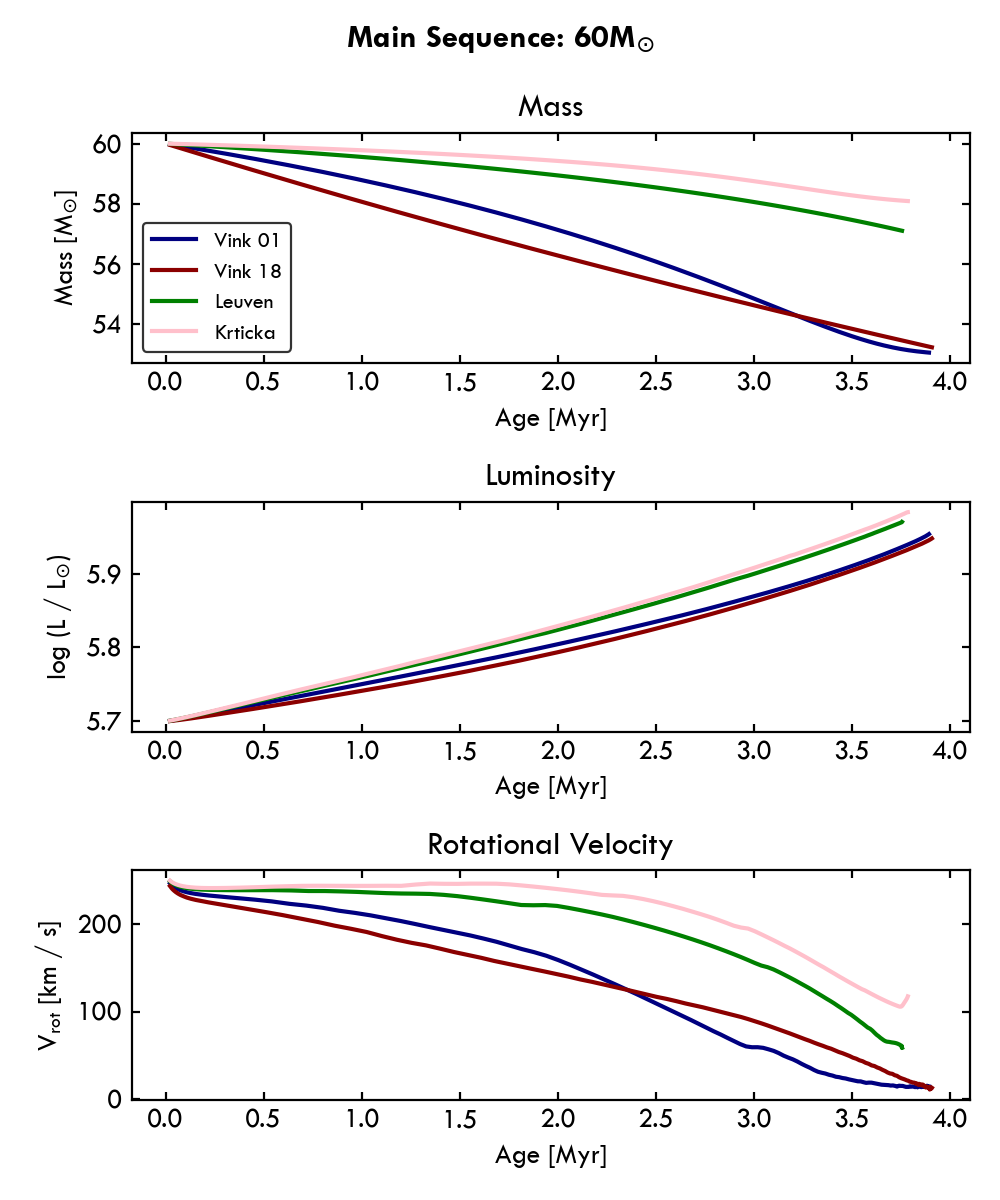 Main Sequence: 60M☉
Mass
Mass [M☉]
60
58
56
54
Vink 01
Vink 18
Leuven
Krticka
0.0 0.5 1.0 1.5 2.0 2.5 3.0 3.5 4.0
Age [Myr]
Luminosity
log (L / L☉)
5.9
5.8
5.7
0.0 0.5 1.0 1.5 2.0 2.5 3.0 3.5 4.0
Age [Myr]
Rotational Velocity
Vrot [km / s]
200
100
0
0.0 0.5 1.0 1.5 2.0 2.5 3.0 3.5 4.0
Age [Myr]